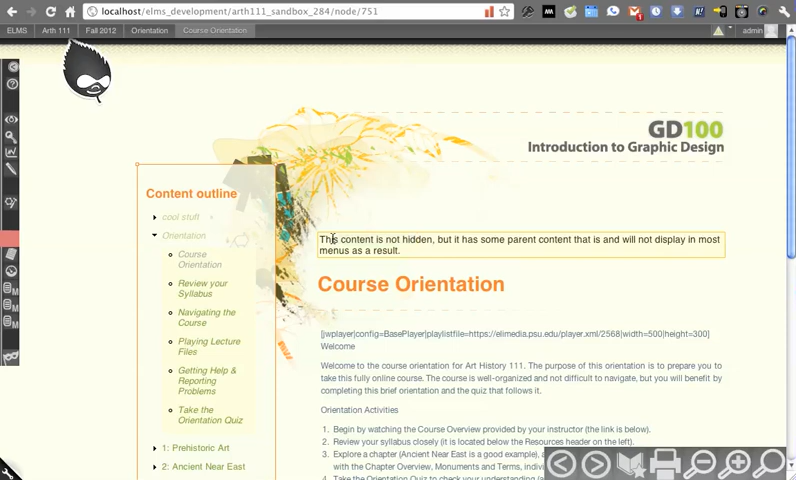 localhost/elms_development/arth111_sandbox_284/node/751
ELMS Arth 111 Fall 2012 Orientation Course Orientation admin
GD100
Introduction to Graphic Design
Content outline
cool stuff
Orientation
Course
Orientation
Review your
Syllabus
Navigating the
Course
Playing Lecture
Files
Getting Help &
Reporting
Problems
Take the
Orientation Quiz
1: Prehistoric Art
2: Ancient Near East
This content is not hidden, but it has some parent content that is and will not display in most
menus as a result.
Course Orientation
[jwplayer|config=BasePlayer|playlistfile=https://elimedia.psu.edu/player.xml/2568|width=500|height=300]
Welcome
Welcome to the course orientation for Art History 111. The purpose of this orientation is to prepare you to
take this fully online course. The course is well-organized and not difficult to navigate, but you will benefit by
completing this brief orientation and the quiz that follows it.
Orientation Activities
1. Begin by watching the Course Overview provided by your instructor (the link is below).
2. Review your syllabus closely (it is located below the Resources header on the left).
3. Explore a chapter (Ancient Near East is a good example),
with the Chapter Overview, Monuments and Terms,
4. Take the Orientation Quiz to check your understanding